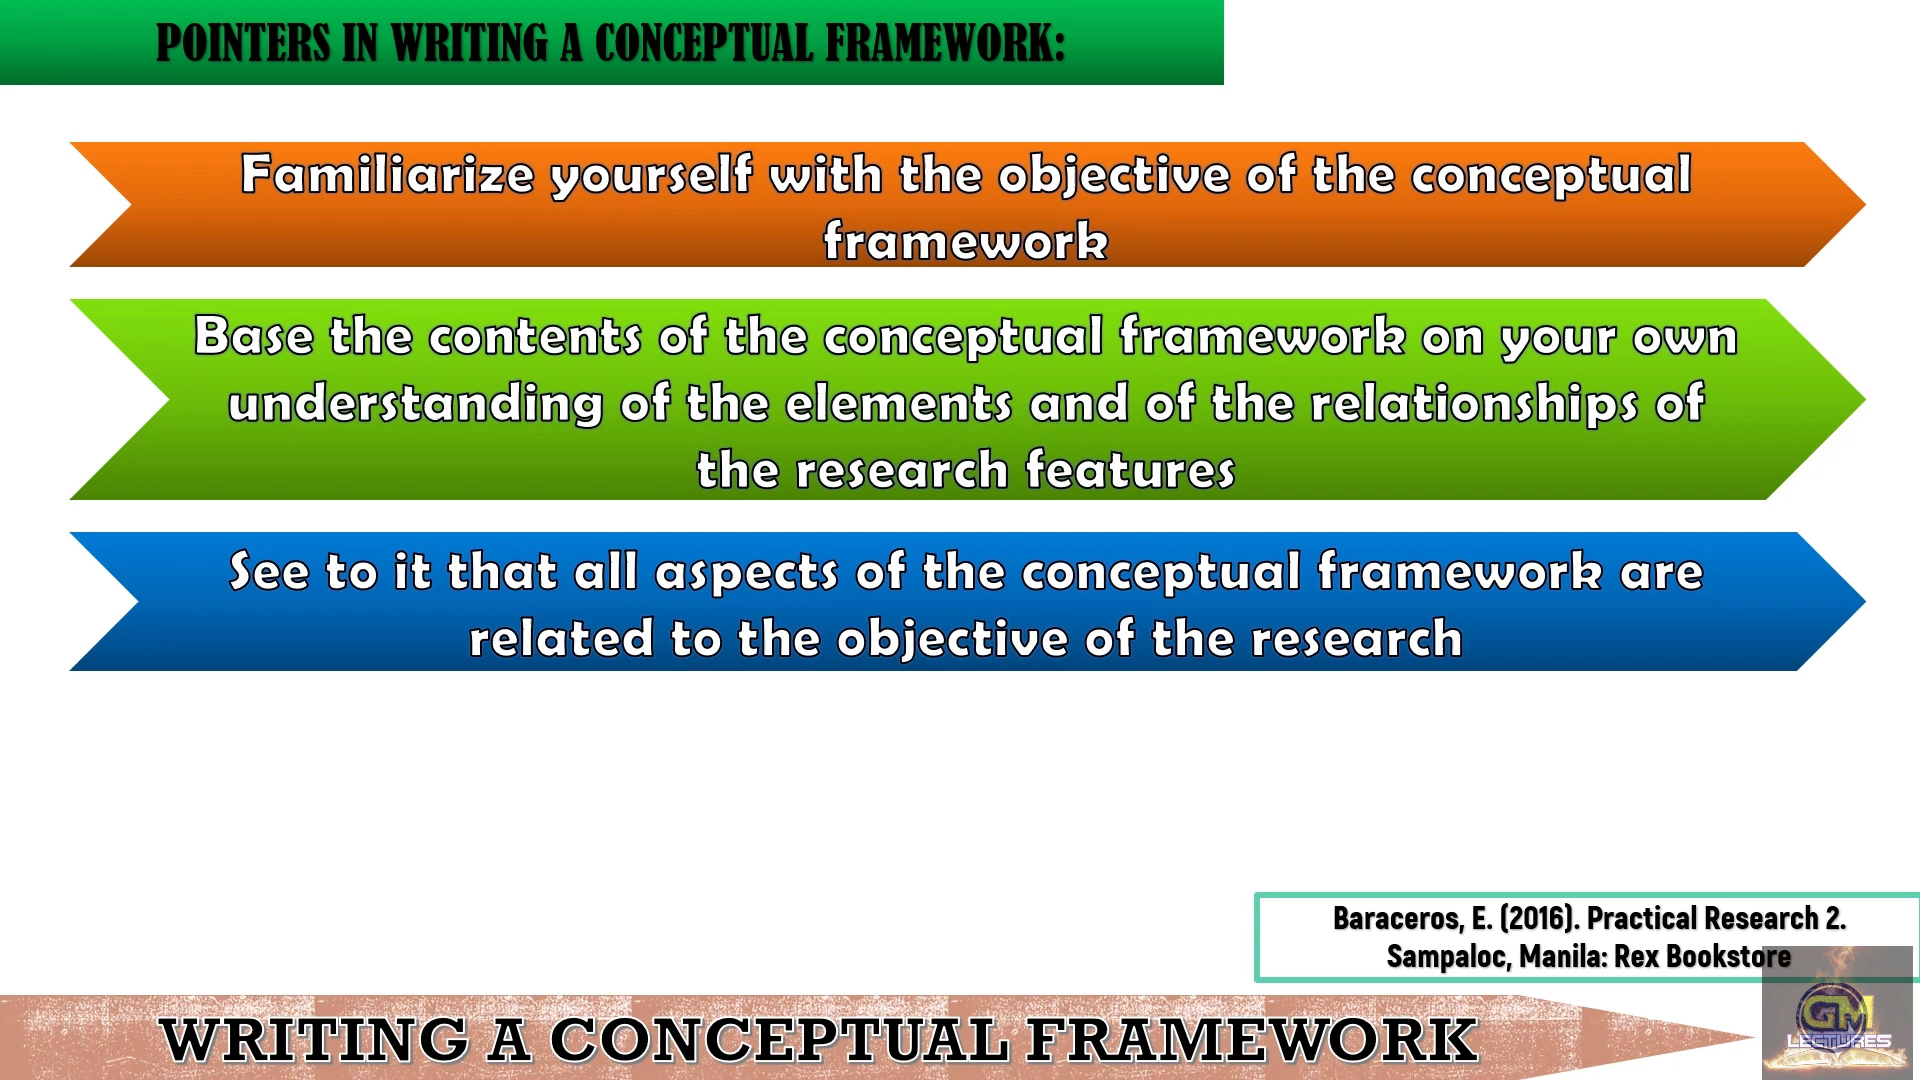 POINTERS IN WRITING A CONCEPTUAL FRAMEWORK:
Familiarize yourself with the objective of the conceptual
framework
Base the contents of the conceptual framework on your own
understanding of the elements and of the relationships of
the research features
See to it that all aspects of the conceptual framework are
related to the objective of the research
Baraceros, E. (2016). Practical Research 2.
Sampaloc, Manila: Rex Bookstore
WRITING A CONCEPTUAL FRAMEWORK
GM
LECTURES